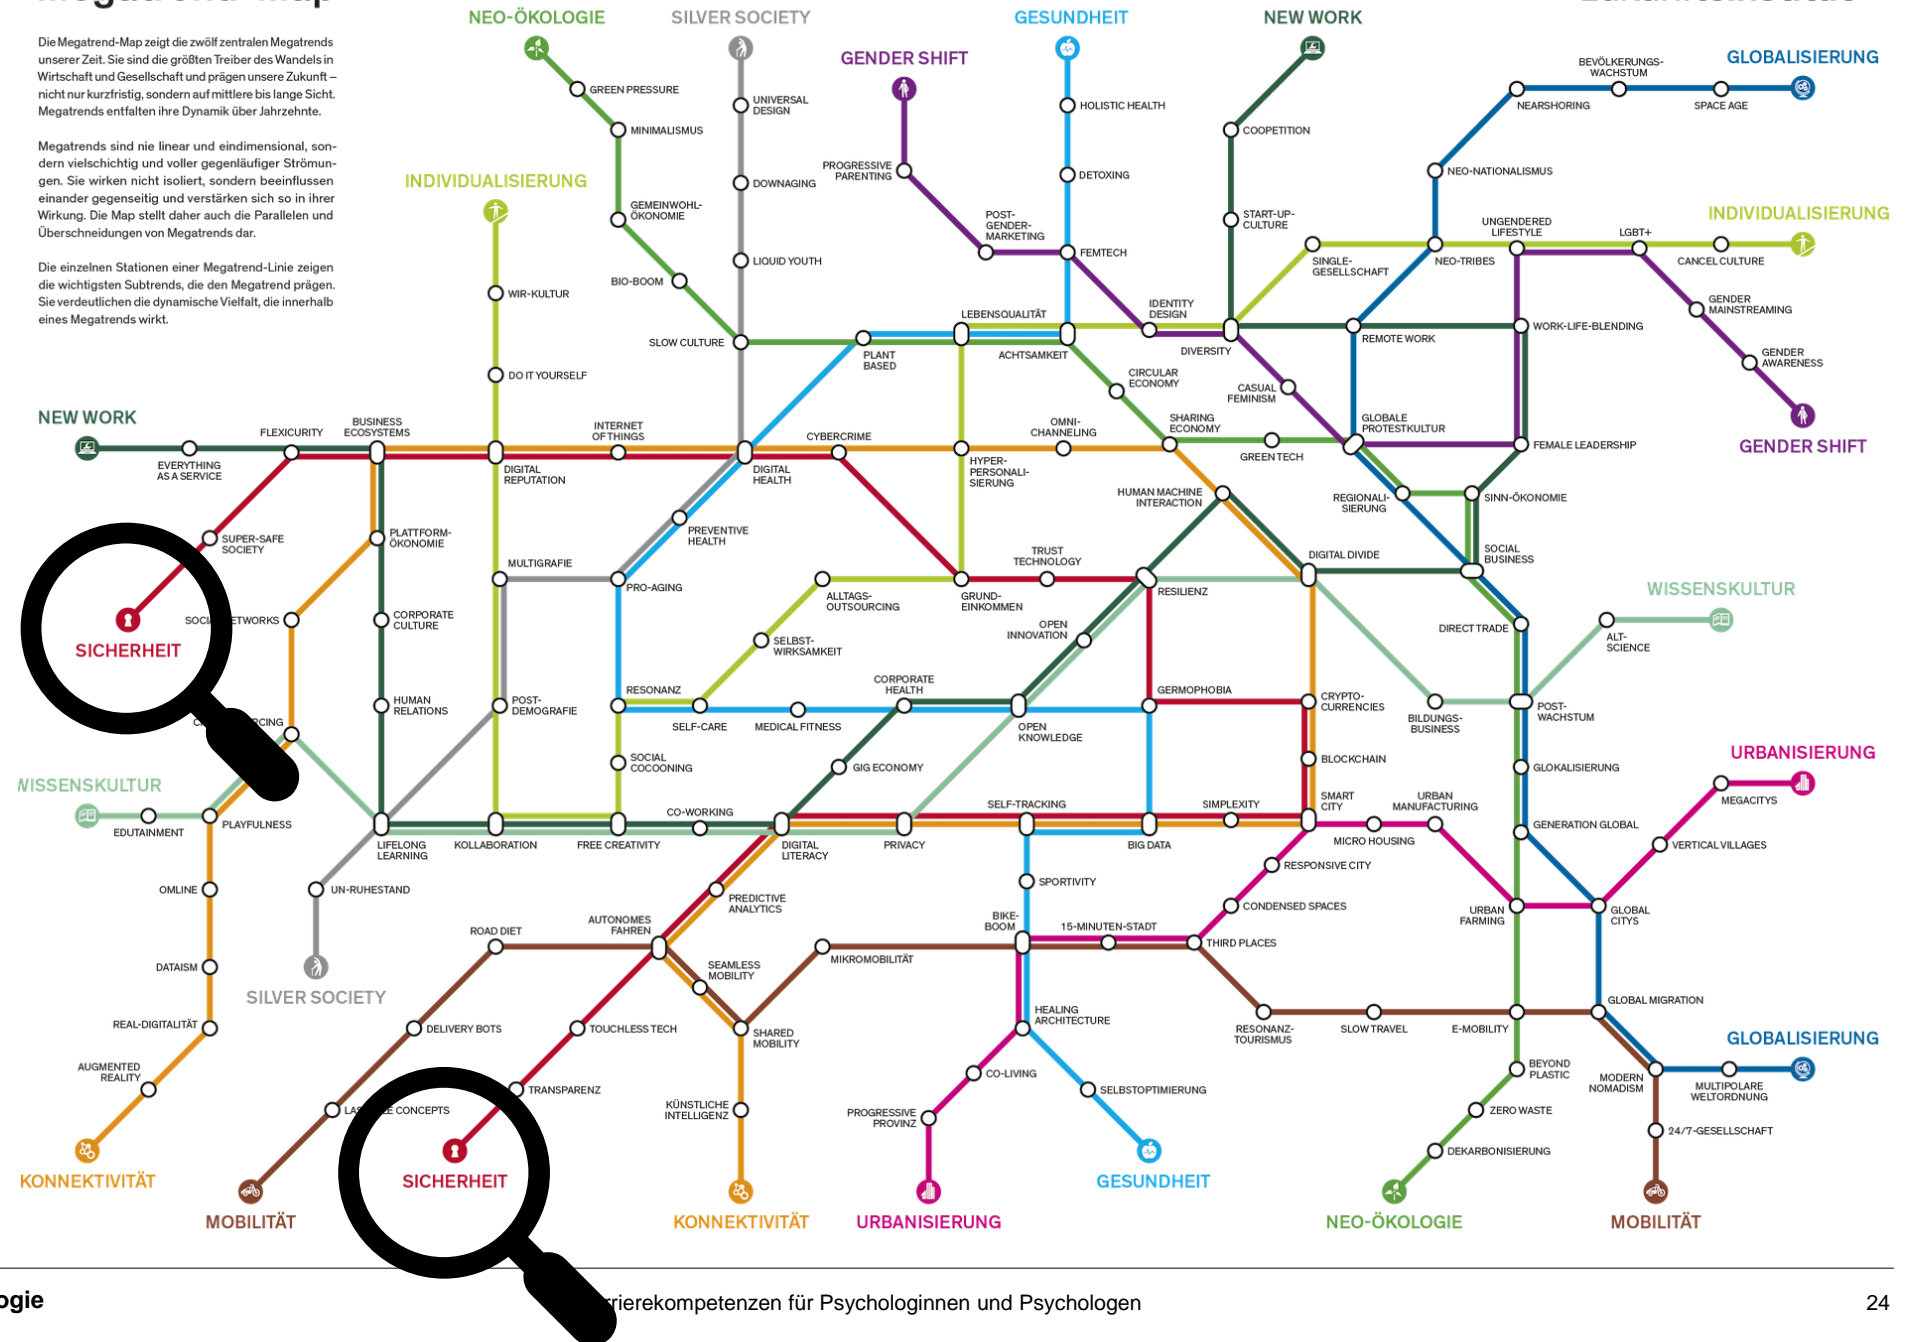 Megatrend-Map
Die Megatrend-Map zeigt die zwölf zentralen Megatrends
unserer Zeit. Sie sind die größten Treiber des Wandels in
Wirtschaft und Gesellschaft und prägen unsere Zukunft –
nicht nur kurzfristig, sondern auf mittlere bis lange Sicht.
Megatrends entfalten ihre Dynamik über Jahrzehnte.
Megatrends sind nie linear und eindimensional, son-
dern vielschichtig und voller gegenläufiger Strömun-
gen. Sie wirken nicht isoliert, sondern beeinflussen
einander gegenseitig und verstärken sich so in ihrer
Wirkung. Die Map stellt daher auch die Parallelen und
Überschneidungen von Megatrends dar.
Die einzelnen Stationen einer Megatrend-Linie zeigen
die wichtigsten Subtrends, die den Megatrend prägen.
Sie verdeutlichen die dynamische Vielfalt, die innerhalb
eines Megatrends wirkt.
NEO-ÖKOLOGIE
SILVER SOCIETY
GENDER SHIFT
GESUNDHEIT
NEW WORK
GLOBALISIERUNG
BEVÖLKERUNGS-
WACHSTUM
NEARSHORING
SPACE AGE
GREEN PRESSURE
UNIVERSAL
DESIGN
HOLISTIC HEALTH
MINIMALISMUS
COOPETITION
PROGRESSIVE
PARENTING
DOWNAGING
DETOXING
NEO-NATIONALISMUS
INDIVIDUALISIERUNG
GEMEINWOHL-
ÖKONOMIE
POST-
GENDER-
MARKETING
START-UP-
CULTURE
UNGENDERED
LIFESTYLE
LGBT+
INDIVIDUALISIERUNG
LIQUID YOUTH
FEMTECH
SINGLE-
GESELLSCHAFT
NEO-TRIBES
CANCEL CULTURE
BIO-BOOM
WIR-KULTUR
IDENTITY
DESIGN
GENDER
MAINSTREAMING
LEBENSQUALITÄT
SLOW CULTURE
PLANT
BASED
ACHTSAMKEIT
DIVERSITY
REMOTE WORK
WORK-LIFE-BLENDING
DO IT YOURSELF
CIRCULAR
ECONOMY
CASUAL
FEMINISM
GENDER
AWARENESS
NEW WORK
FLEXICURITY
BUSINESS
ECOSYSTEMS
INTERNET
OF THINGS
CYBERCRIME
OMNI-
CHANNELING
SHARING
ECONOMY
GLOBALE
PROTESTKULTUR
FEMALE LEADERSHIP
GENDER SHIFT
EVERYTHING
AS A SERVICE
DIGITAL
REPUTATION
DIGITAL
HEALTH
HYPER-
PERSONALI-
SIERUNG
GREEN TECH
HUMAN MACHINE
INTERACTION
REGIONALI-
SIERUNG
SINN-ÖKONOMIE
SUPER-SAFE
SOCIETY
PLATTFORM-
ÖKONOMIE
PREVENTIVE
HEALTH
TRUST
TECHNOLOGY
DIGITAL DIVIDE
SOCIAL
BUSINESS
MULTIGRAFIE
PRO-AGING
ALLTAGS-
OUTSOURCING
GRUND-
EINKOMMEN
RESILIENZ
WISSENSKULTUR
CORPORATE
CULTURE
SELBST-
WIRKSAMKEIT
OPEN
INNOVATION
DIRECT TRADE
ALT-
SCIENCE
SICHERHEIT
HUMAN
RELATIONS
POST-
DEMOGRAFIE
RESONANZ
SELF-CARE
MEDICAL FITNESS
CORPORATE
HEALTH
OPEN
KNOWLEDGE
GERMOPHOBIA
CRYPTO-
CURRENCIES
BILDUNGS-
BUSINESS
POST-
WACHSTUM
SOCIAL
COCOONING
GIG ECONOMY
BLOCKCHAIN
GLOKALISIERUNG
URBANISIERUNG
WISSENSKULTUR
EDUTAINMENT
PLAYFULNESS
LIFELONG
LEARNING
KOLLABORATION
FREE CREATIVITY
CO-WORKING
DIGITAL
LITERACY
PRIVACY
SELF-TRACKING
BIG DATA
SIMPLEXITY
SMART
CITY
MICRO HOUSING
URBAN
MANUFACTURING
GENERATION GLOBAL
MEGACITYS
VERTICAL VILLAGES
OMLINE
UN-RUHESTAND
PREDICTIVE
ANALYTICS
SPORTIVITY
RESPONSIVE CITY
CONDENSED SPACES
URBAN
FARMING
GLOBAL
CITYS
ROAD DIET
AUTONOMES
FAHREN
BIKE-
BOOM
15-MINUTEN-STADT
THIRD PLACES
DATAISM
SEAMLESS
MOBILITY
MIKROMOBILITÄT
SILVER SOCIETY
REAL-DIGITALITÄT
DELIVERY BOTS
TOUCHLESS TECH
SHARED
MOBILITY
HEALING
ARCHITECTURE
RESONANZ-
TOURISMUS
SLOW TRAVEL
E-MOBILITY
GLOBAL MIGRATION
GLOBALISIERUNG
AUGMENTED
REALITY
TRANSPARENZ
CO-LIVING
SELBSTOPTIMIERUNG
BEYOND
PLASTIC
MODERN
NOMADISM
MULTIPOLARE
WELTORDNUNG
CONCEPTS
KÜNSTLICHE
INTELLIGENZ
PROGRESSIVE
PROVINZ
ZERO WASTE
24/7-GESELLSCHAFT
DEKARBONISIERUNG
KONNEKTIVITÄT
MOBILITÄT
SICHERHEIT
KONNEKTIVITÄT
URBANISIERUNG
GESUNDHEIT
NEO-ÖKOLOGIE
MOBILITÄT
ogie
rrierekompetenzen für Psychologinnen und Psychologen
24